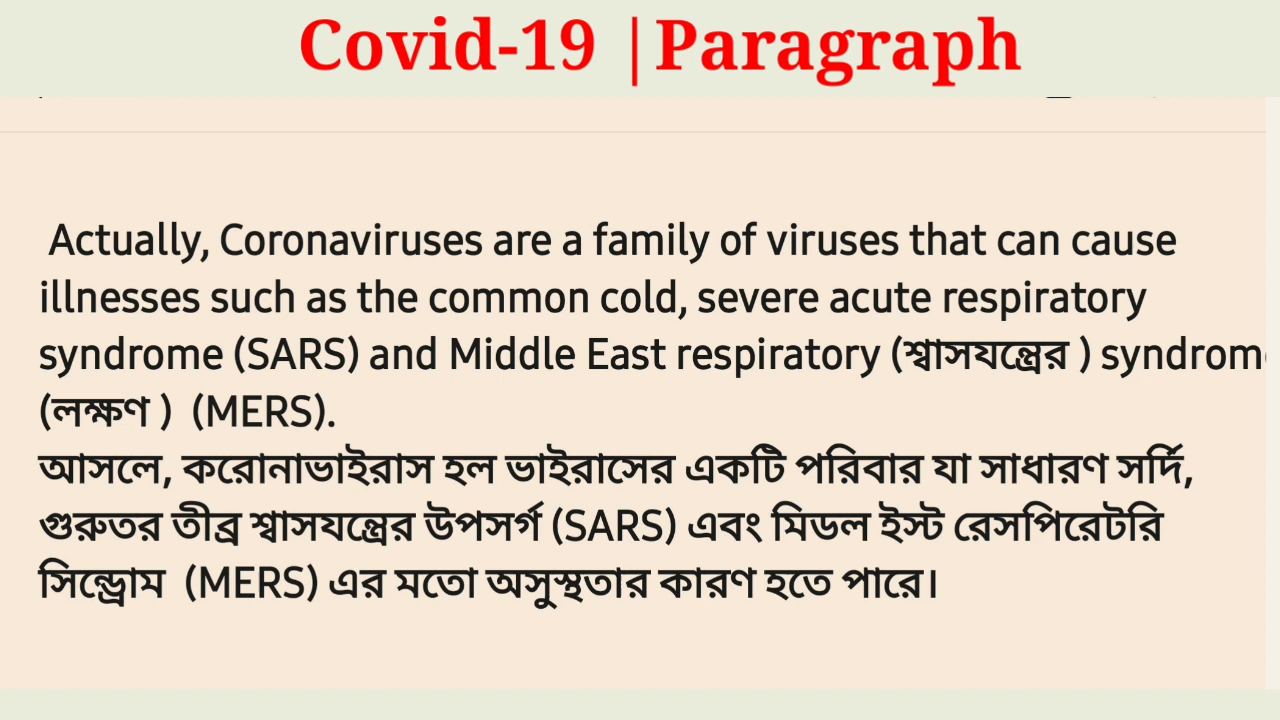 Covid-19 |Paragraph
Actually, Coronaviruses are a family of viruses that can cause
illnesses such as the common cold, severe acute respiratory
syndrome (SARS) and Middle East respiratory (শ্বাসযন্ত্রের ) syndrom
(লক্ষণ ) (MERS).
আসলে, করোনাভাইরাস হল ভাইরাসের একটি পরিবার যা সাধারণ সর্দি,
গুরুতর তীব্র শ্বাসযন্ত্রের উপসর্গ (SARS) এবং মিডল ইস্ট রেসপিরেটরি
সিন্ড্রোম (MERS) এর মতো অসুস্থতার কারণ হতে পারে।